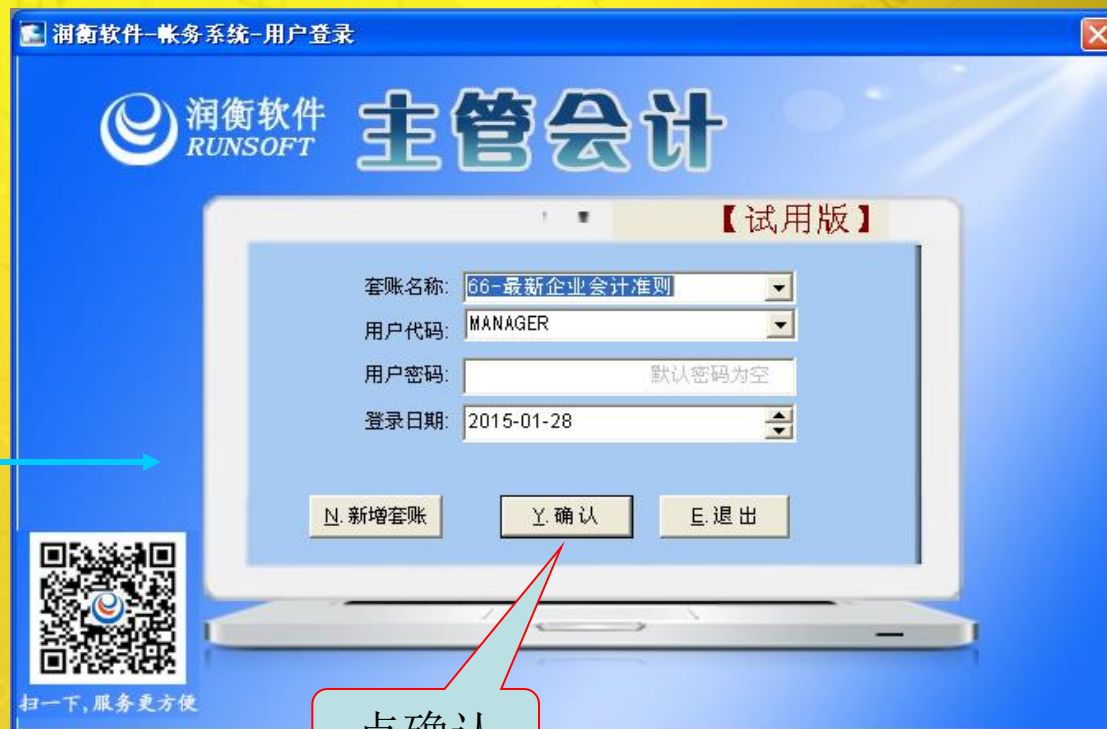 润衡软件-帐务系统-用户登录
润衡软件
RUNSOFT
主管会计
【试用版】
套账名称: 66-最新企业会计准则
用户代码: MANAGER
用户密码: 默认密码为空
登录日期: 2015-01-28
N.新增套账 Y.确认 E.退出
扫一下,服务更方便
点确认